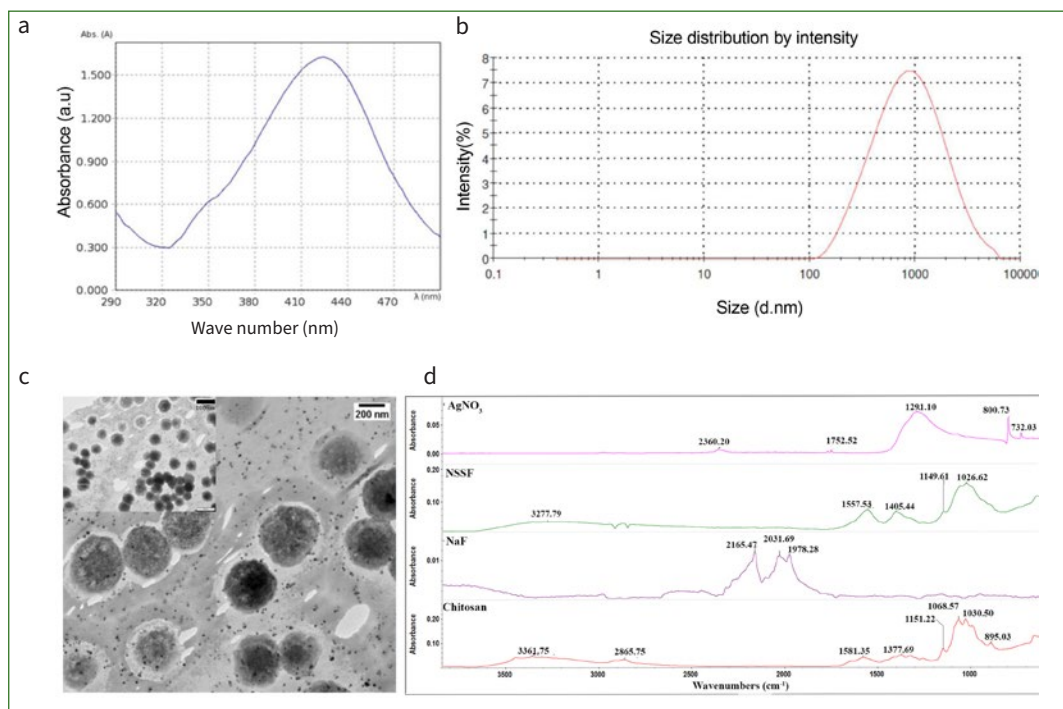 a
Abs. (A)
1.500
1.200
0.900
0.600
0.300
0.000
290 320 350 380 410 440 470 λ (nm)
Absorbance (a.u)
Wave number (nm)
b
Size distribution by intensity
8
7
6
5
4
3
2
1
0
0.1 1 10 100 1000 10000
Intensity(%)
Size (d.nm)
c
200 nm
d
AgNO3
1291.10
800.73
732.03
2360.20
1752.52
0.05
0.00
Absorbance
NSSF
1149.61
1026.62
1557.53
1405.44
3277.79
0.20
0.10
Absorbance
NaF
2165.47
2031.69
1978.28
0.01
Absorbance
Chitosan
1068.57
1030.50
1151.22
895.03
3361.75
2865.75
1581.35
1377.69
0.20
0.10
Absorbance
3500 3000 2500 2000 1500 1000
Wavenumbers (cm-1)